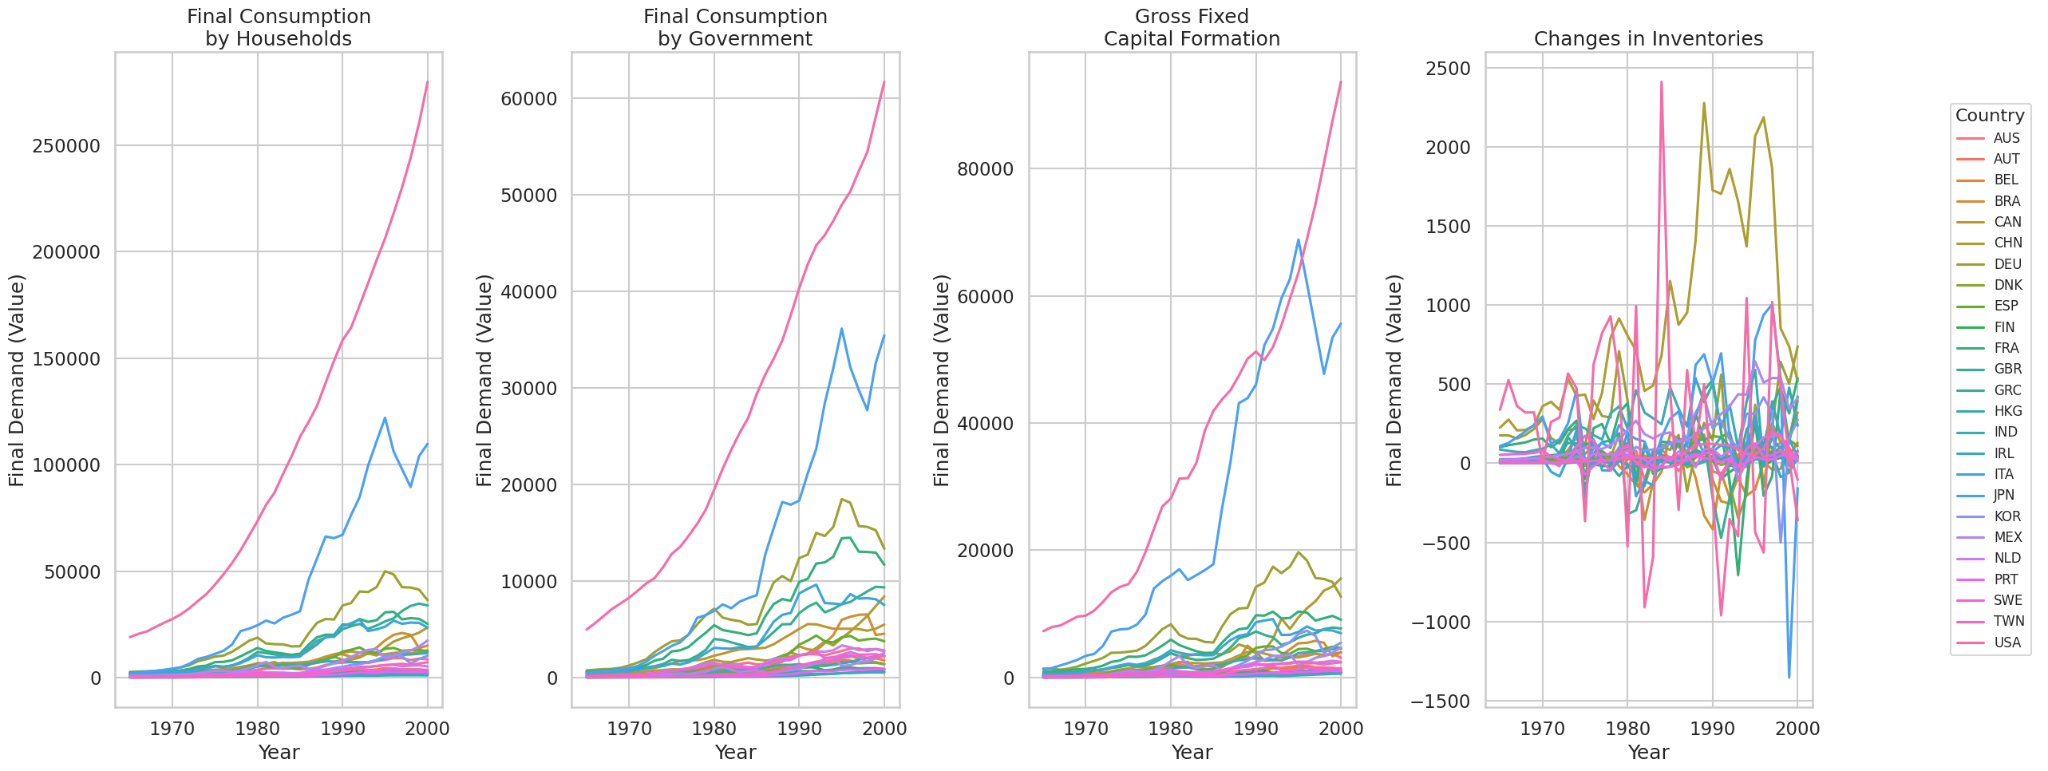 Final Consumption
by Households
Final Demand (Value)
250000
200000
150000
100000
50000
0
1970 1980 1990 2000
Year
Final Consumption
by Government
Final Demand (Value)
60000
50000
40000
30000
20000
10000
0
1970 1980 1990 2000
Year
Gross Fixed
Capital Formation
Final Demand (Value)
80000
60000
40000
20000
0
1970 1980 1990 2000
Year
Changes in Inventories
Final Demand (Value)
2500
2000
1500
1000
500
0
−500
−1000
−1500
1970 1980 1990 2000
Year
Country
AUS
AUT
BEL
BRA
CAN
CHN
DEU
DNK
ESP
FIN
FRA
GBR
GRC
HKG
IND
IRL
ITA
JPN
KOR
MEX
NLD
PRT
SWE
TWN
USA